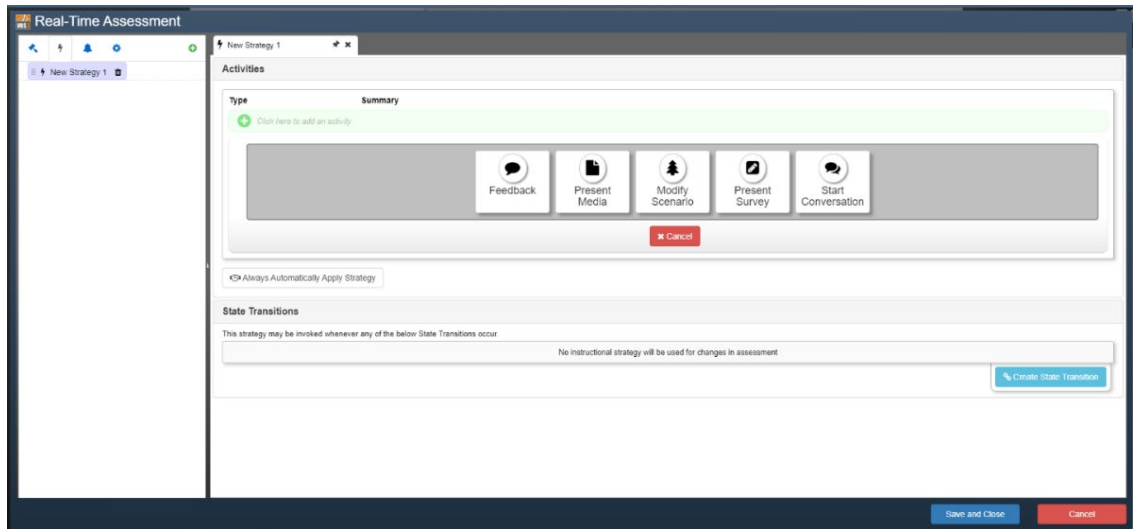 Real-Time Assessment
New Strategy 1
New Strategy 1
Activities
Type Summary
Click here to add an activity
Feedback
Present Media
Modify Scenario
Present Survey
Start Conversation
Cancel
Always Automatically Apply Strategy
State Transitions
This strategy may be invoked whenever any of the below State Transitions occur.
No instructional strategy will be used for changes in assessment
Create State Transition
Save and Close Cancel